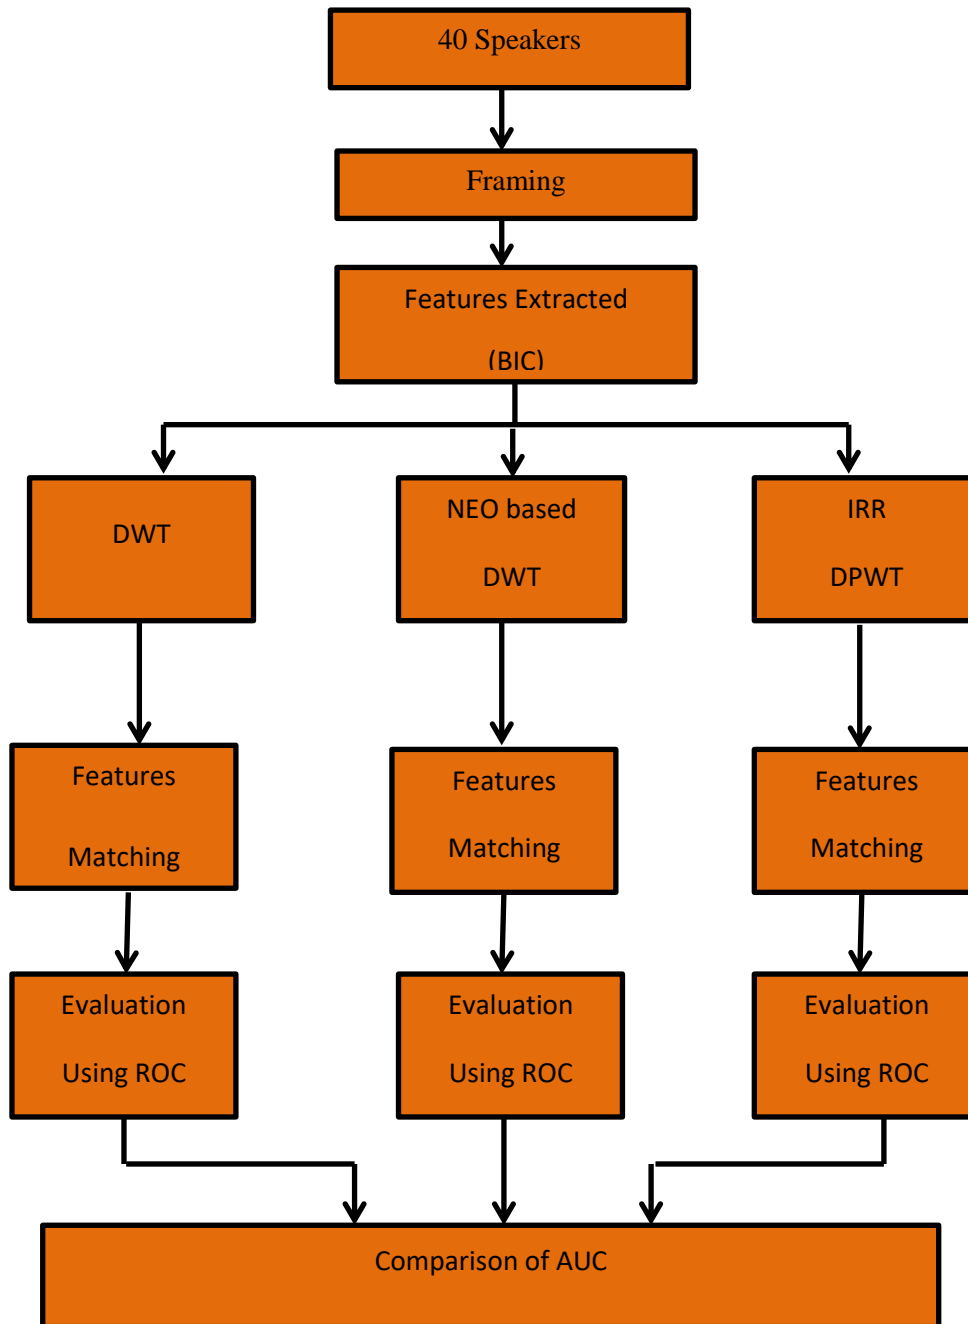 40 Speakers
Framing
Features Extracted
(BIC)
DWT
NEO based
DWT
IRR
DPWT
Features
Matching
Features
Matching
Features
Matching
Evaluation
Using ROC
Evaluation
Using ROC
Evaluation
Using ROC
Comparison of AUC